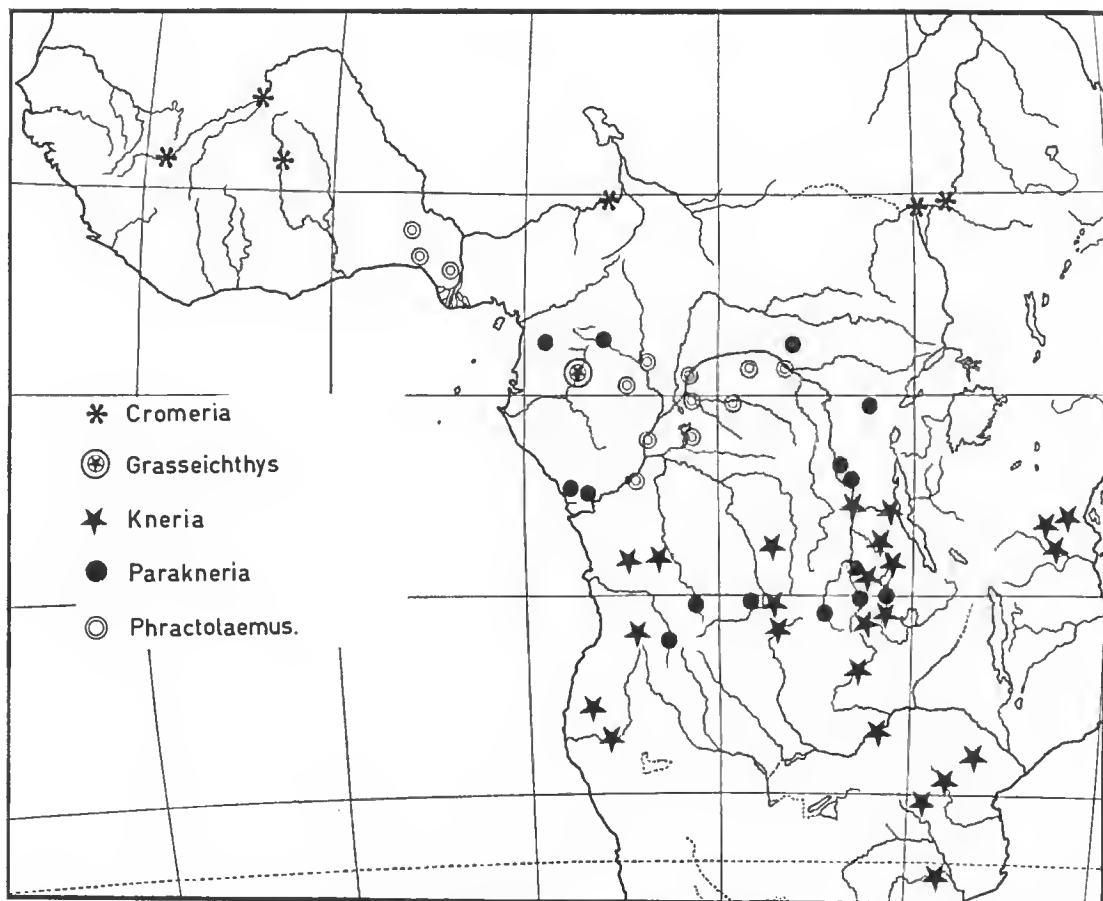 Cromeria
Grasseichthys
Kneria
Parakneria
Phractolaemus.